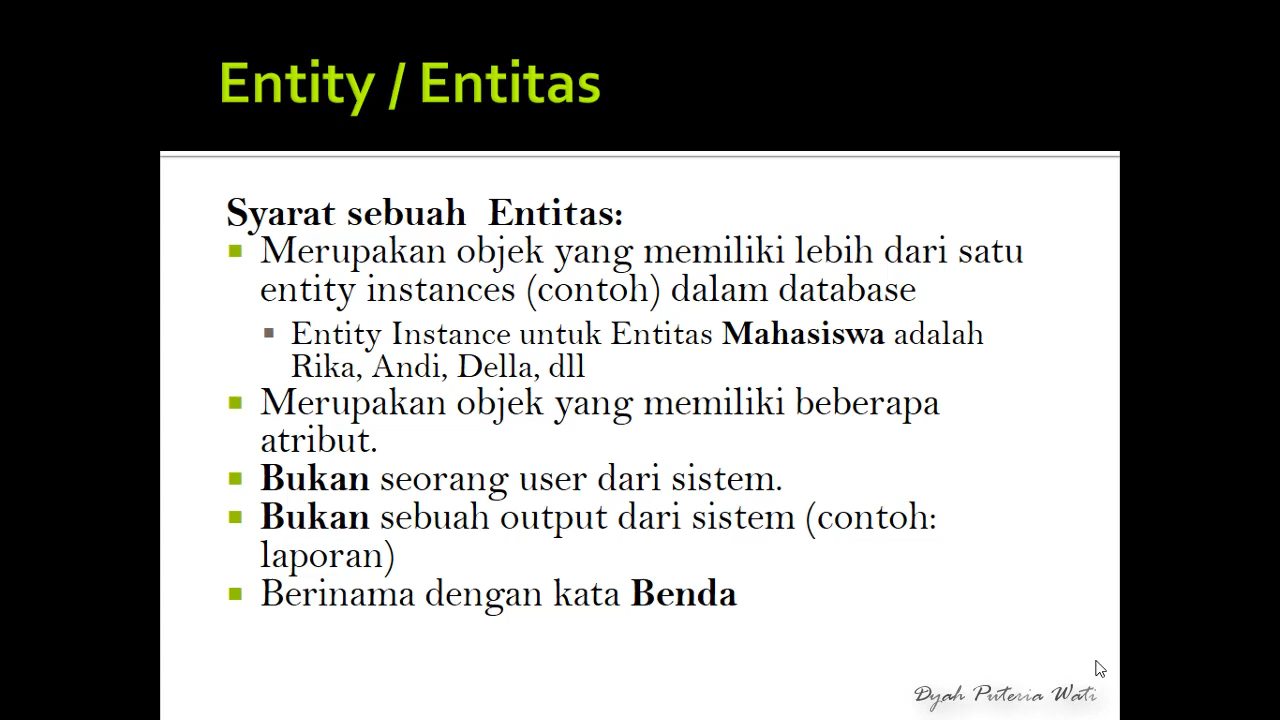 Entity / Entitas
Syarat sebuah Entitas:
Merupakan objek yang memiliki lebih dari satu
entity instances (contoh) dalam database
Entity Instance untuk Entitas Mahasiswa adalah
Rika, Andi, Della, dll
Merupakan objek yang memiliki beberapa
atribut.
Bukan seorang user dari sistem.
Bukan sebuah output dari sistem (contoh:
laporan)
Berinama dengan kata Benda
Dyah Puteria Wati